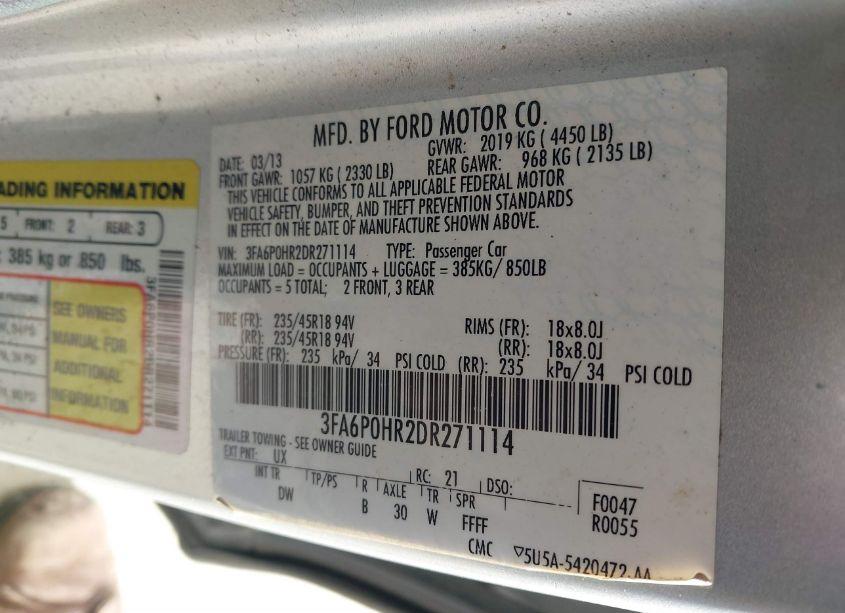 MFD. BY FORD MOTOR CO.
DATE: 03/13 GVWR: 2019 KG ( 4450 LB)
FRONT GAWR: 1057 KG ( 2330 LB) REAR GAWR: 968 KG ( 2135 LB)
THIS VEHICLE CONFORMS TO ALL APPLICABLE FEDERAL MOTOR
VEHICLE SAFETY, BUMPER, AND THEFT PREVENTION STANDARDS
IN EFFECT ON THE DATE OF MANUFACTURE SHOWN ABOVE.
VIN: 3FA6P0HR2DR271114 TYPE: Passenger Car
MAXIMUM LOAD = OCCUPANTS + LUGGAGE = 385KG/ 850LB
OCCUPANTS = 5 TOTAL; 2 FRONT, 3 REAR
TIRE (FR): 235/45R18 94V RIMS (FR): 18x8.0J
(RR): 235/45R18 94V (RR): 18x8.0J
PRESSURE (FR): 235 kPa/ 34 PSI COLD (RR): 235 kPa/ 34 PSI COLD
3FA6P0HR2DR271114
TRAILER TOWING - SEE OWNER GUIDE
EXT PNT: UX RC: 21 DSO:
INT TR TP/PS R AXLE TR SPR F0047
DW B 30 W FFFF R0055
CMC 5U5A-5420472-AA
ADING INFORMATION
5 FRONT: 2 REAR: 3
: 385 kg or 850 lbs.
SEE OWNERS
MANUAL FOR
ADDITIONAL
INFORMATION
3FA6P0HR2DR271114